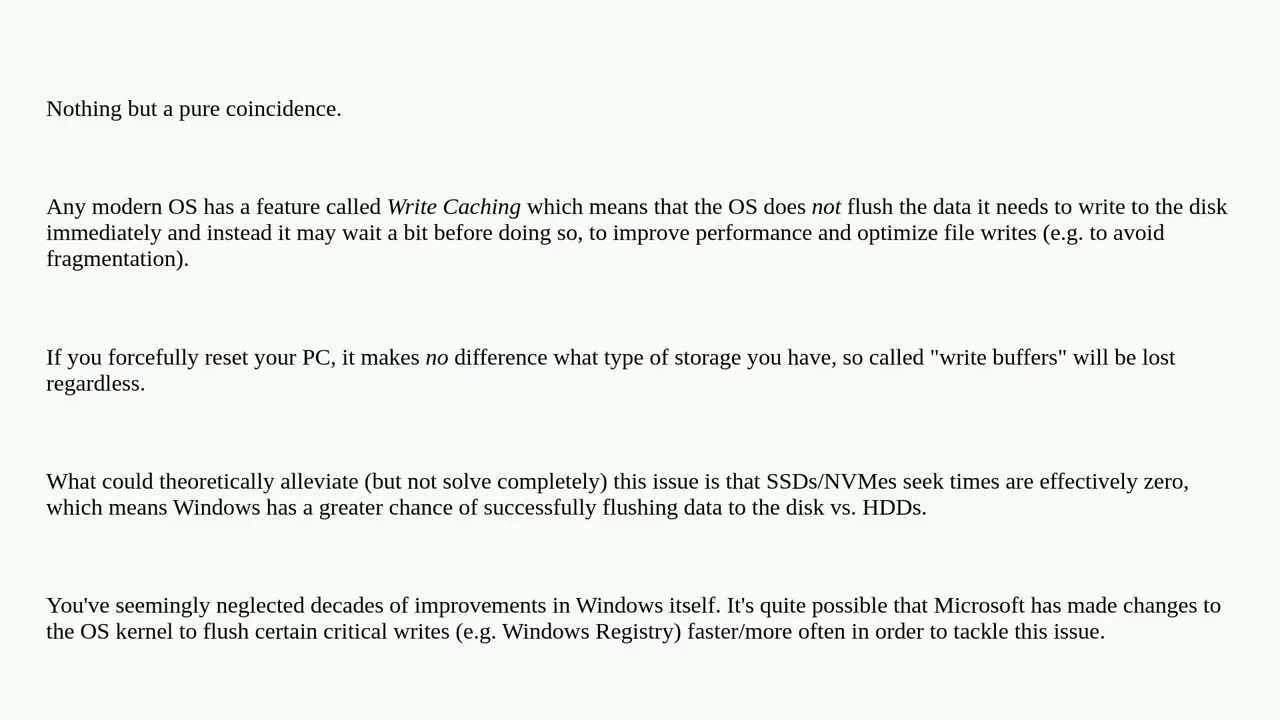 Nothing but a pure coincidence.
Any modern OS has a feature called Write Caching which means that the OS does not flush the data it needs to write to the disk
immediately and instead it may wait a bit before doing so, to improve performance and optimize file writes (e.g. to avoid
fragmentation).
If you forcefully reset your PC, it makes no difference what type of storage you have, so called "write buffers" will be lost
regardless.
What could theoretically alleviate (but not solve completely) this issue is that SSDs/NVMes seek times are effectively zero,
which means Windows has a greater chance of successfully flushing data to the disk vs. HDDs.
You've seemingly neglected decades of improvements in Windows itself. It's quite possible that Microsoft has made changes to
the OS kernel to flush certain critical writes (e.g. Windows Registry) faster/more often in order to tackle this issue.